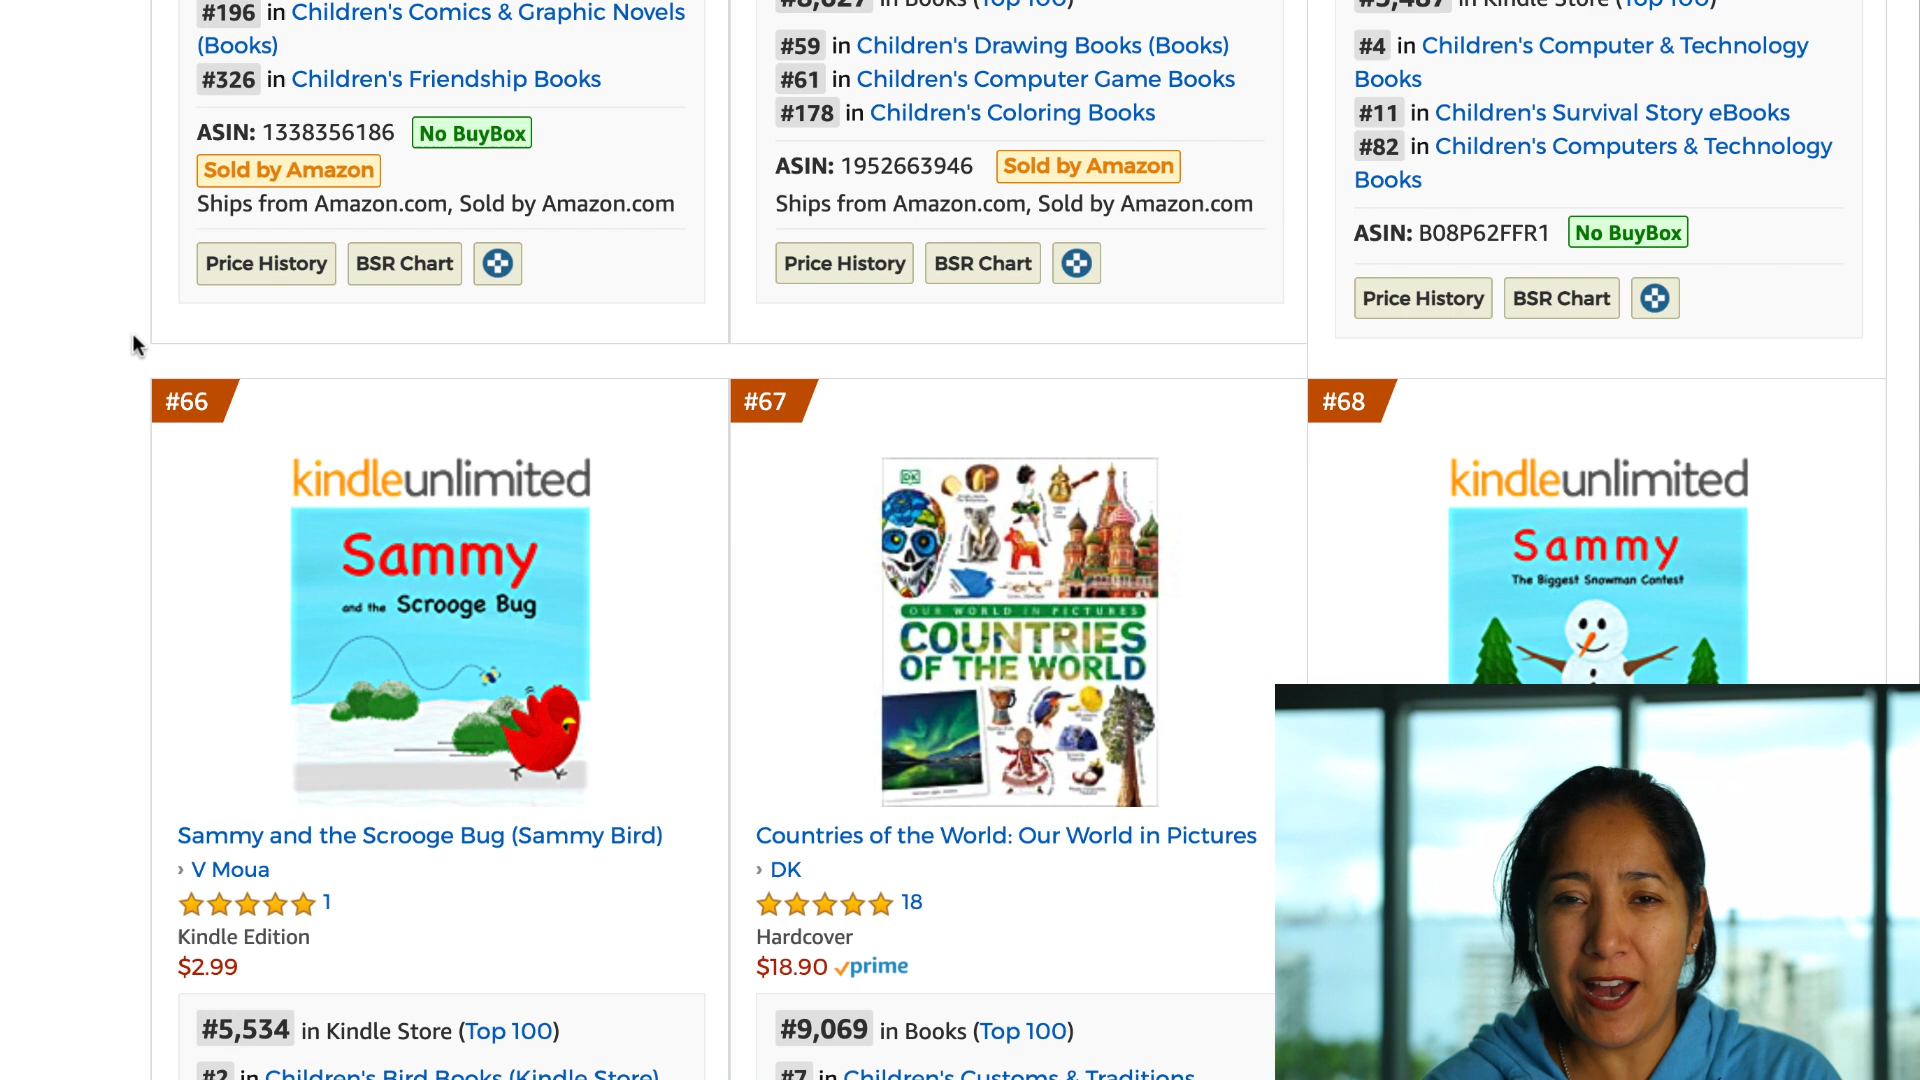 #196 in Children's Comics & Graphic Novels
(Books)
#326 in Children's Friendship Books
ASIN: 1338356186 No BuyBox
Sold by Amazon
Ships from Amazon.com, Sold by Amazon.com
Price History BSR Chart
in Books (Top 100)
#59 in Children's Drawing Books (Books)
#61 in Children's Computer Game Books
#178 in Children's Coloring Books
ASIN: 1952663946 Sold by Amazon
Ships from Amazon.com, Sold by Amazon.com
Price History BSR Chart
in Kindle Store (Top 100)
#4 in Children's Computer & Technology
Books
#11 in Children's Survival Story eBooks
#82 in Children's Computers & Technology
Books
ASIN: B08P62FFR1 No BuyBox
Price History BSR Chart
#66
kindleunlimited
Sammy
and the Scrooge Bug
Sammy and the Scrooge Bug (Sammy Bird)
› V Moua
1
Kindle Edition
$2.99
#5,534 in Kindle Store (Top 100)
#2 in Children's Bird Books (Kindle Store)
#67
DK
OUR WORLD IN PICTURES
COUNTRIES
OF THE WORLD
Countries of the World: Our World in Pictures
› DK
18
Hardcover
$18.90 prime
#9,069 in Books (Top 100)
#7 in Children's Customs & Traditions
#68
kindleunlimited
Sammy
The Biggest Snowman Contest